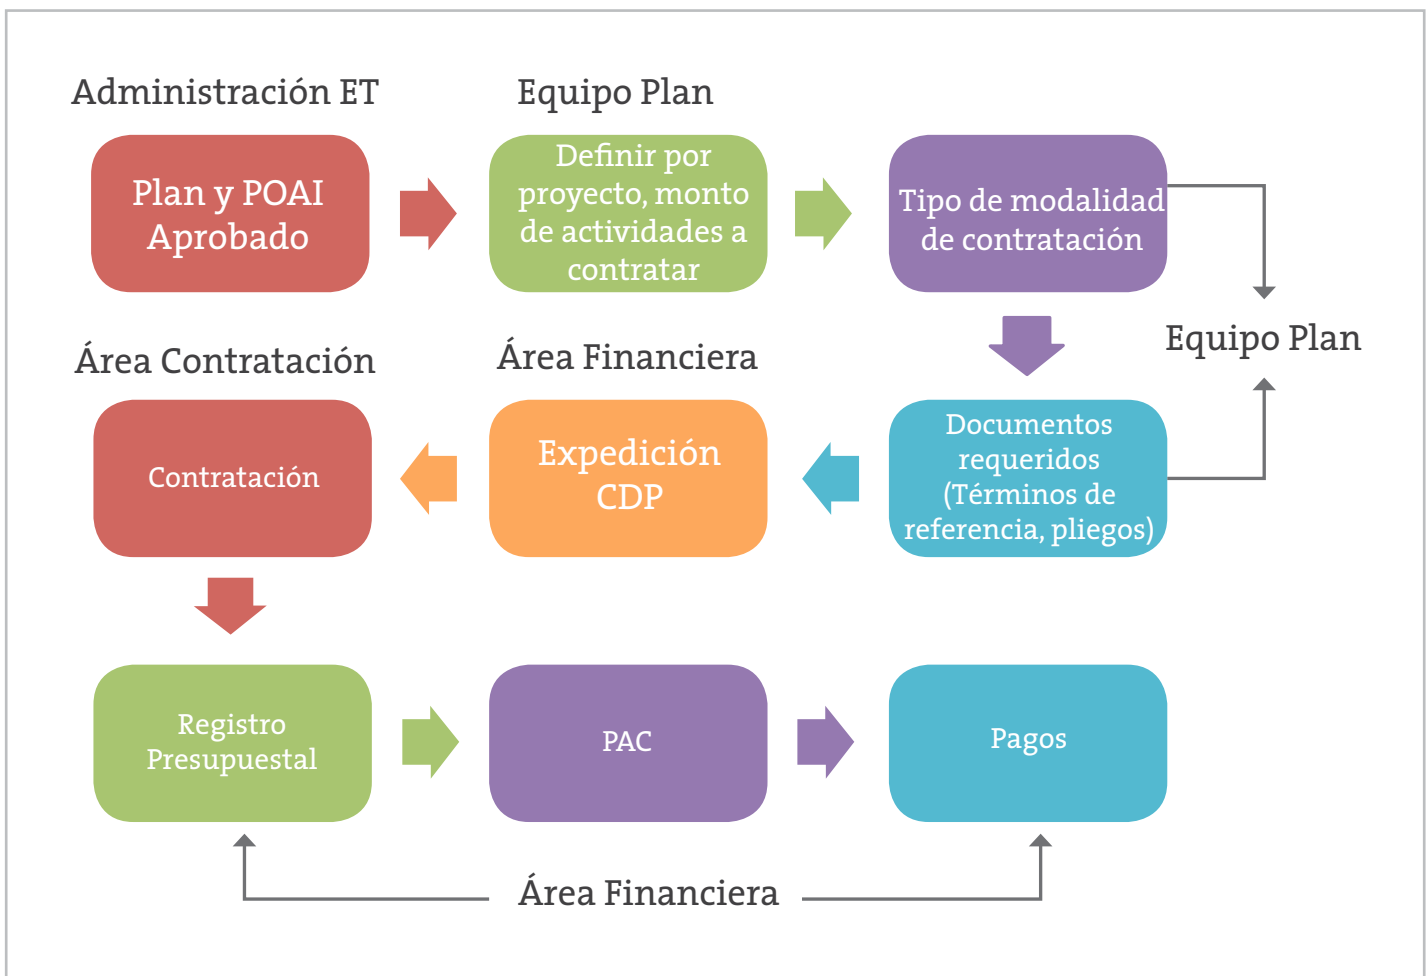 Administración ET
Equipo Plan
Plan y POAI
Aprobado
Definir por
proyecto, monto
de actividades a
contratar
Tipo de modalidad
de contratación
Equipo Plan
Área Contratación
Área Financiera
Contratación
Expedición
CDP
Documentos
requeridos
(Términos de
referencia, pliegos)
Registro
Presupuestal
PAC
Pagos
Área Financiera